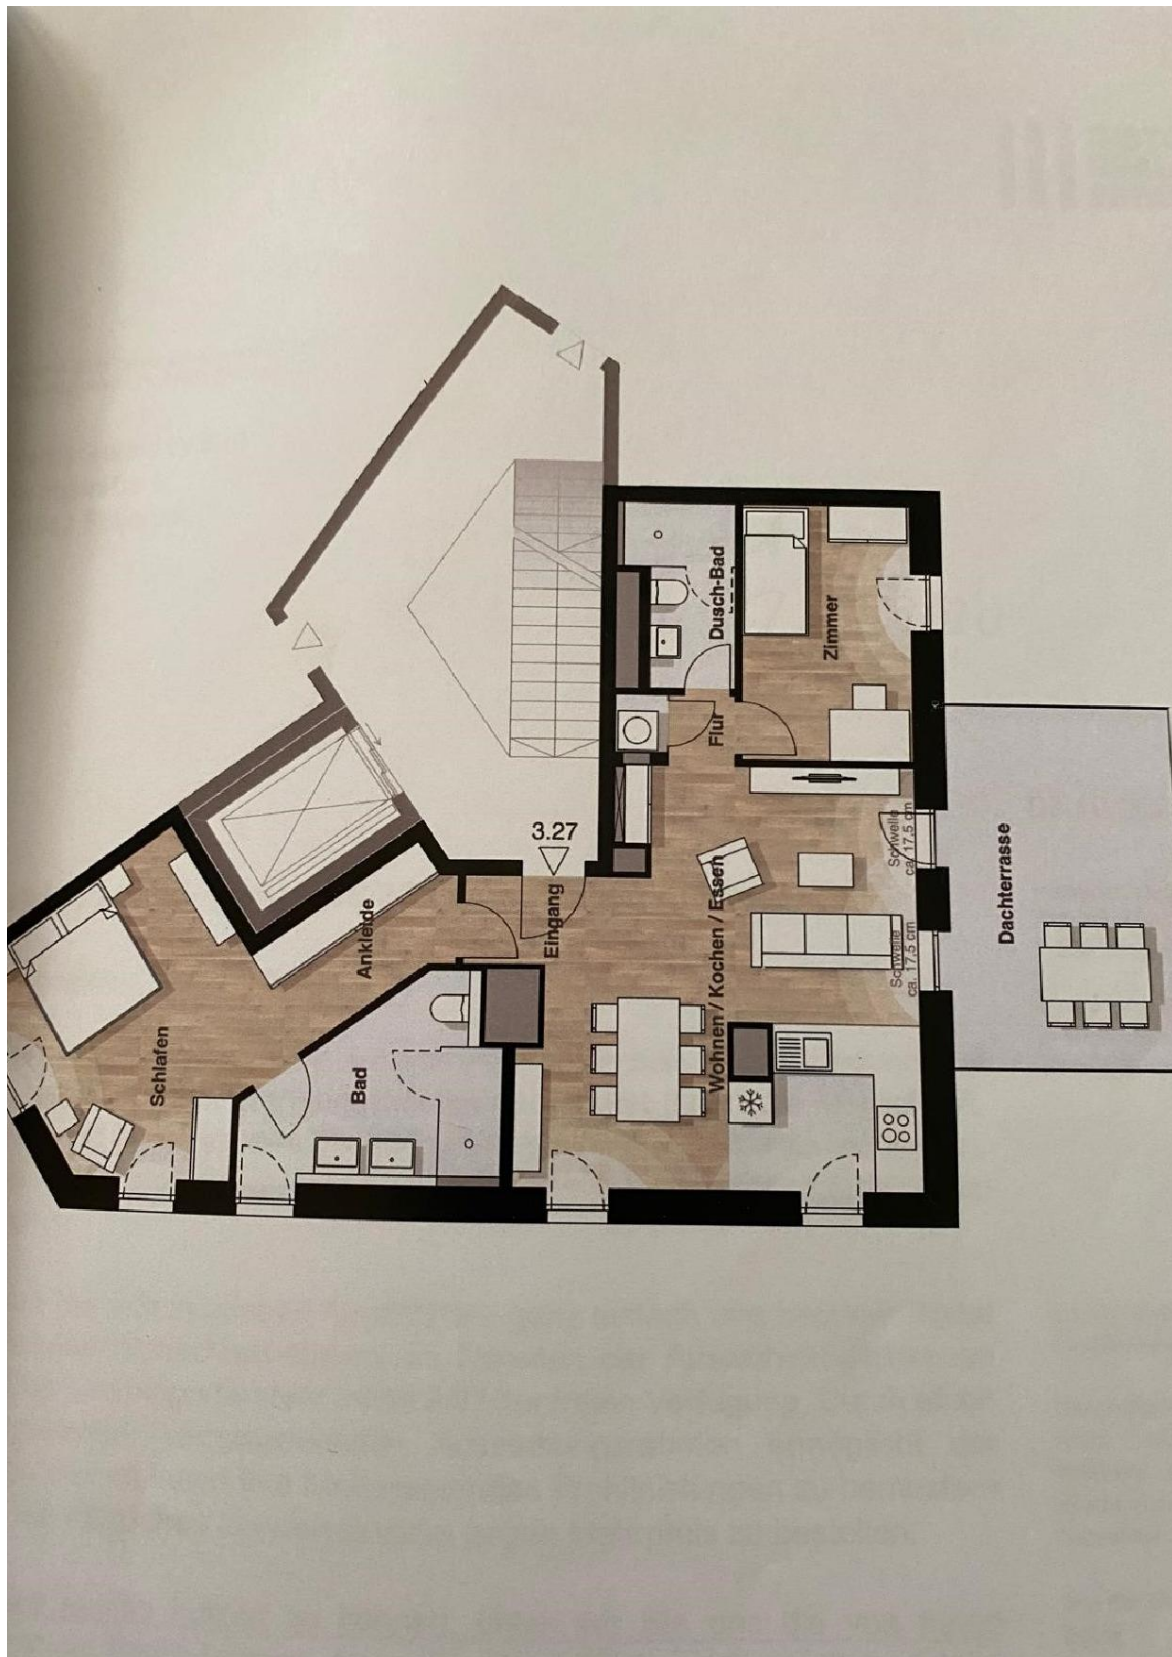 3.27
Eingang
Dusch-Bad
Zimmer
Flur
Ankleide
Schlafen
Bad
Wohnen / Kochen / Essen
Schwelle
ca. 17,5 cm
Schwelle
ca. 17,5 cm
Dachterrasse